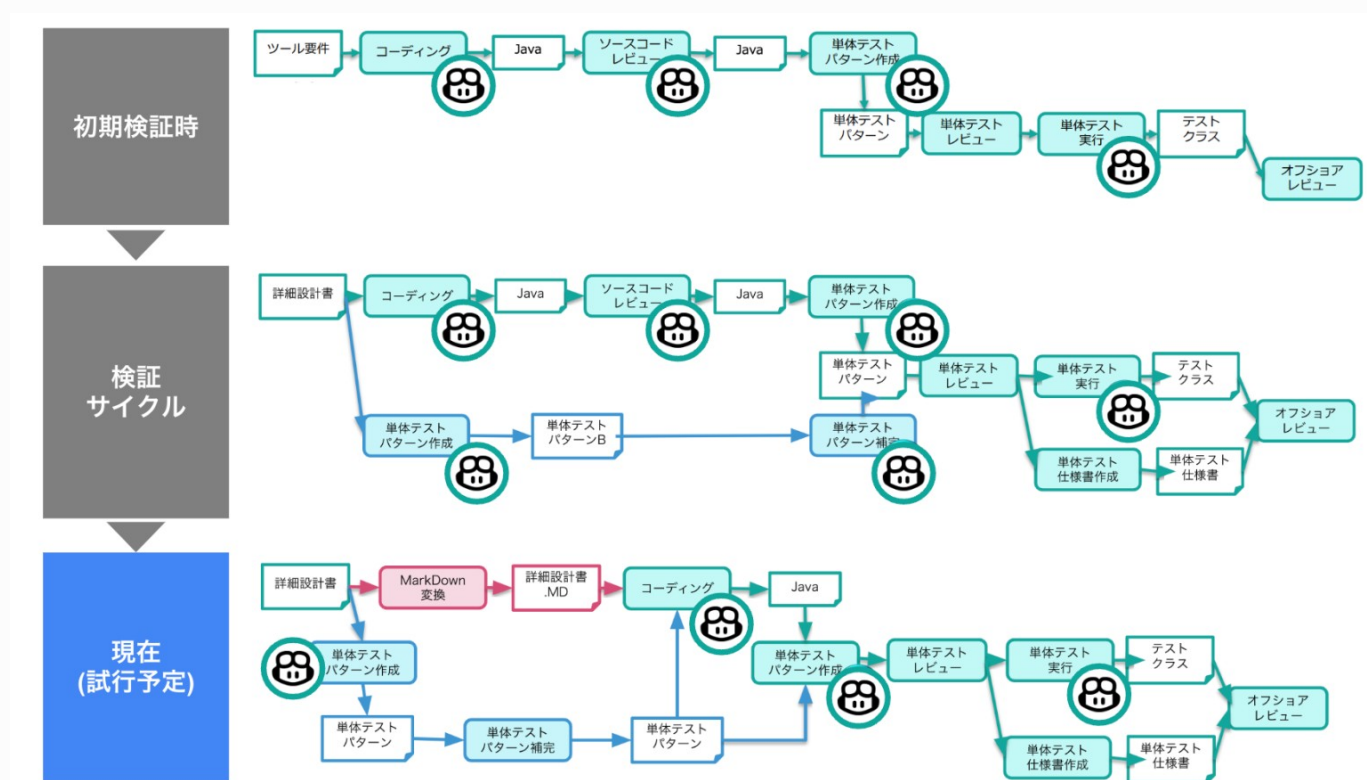 初期検証時
ツール要件
コーディング
Java
ソースコード
レビュー
Java
単体テスト
パターン作成
単体テスト
パターン
単体テスト
レビュー
単体テスト
実行
テスト
クラス
オフショア
レビュー
検証
サイクル
詳細設計書
コーディング
Java
ソースコード
レビュー
Java
単体テスト
パターン作成
単体テスト
パターン
単体テスト
レビュー
単体テスト
実行
テスト
クラス
オフショア
レビュー
単体テスト
パターン作成
単体テスト
パターンB
単体テスト
パターン補完
単体テスト
仕様書作成
単体テスト
仕様書
現在
(試行予定)
詳細設計書
MarkDown
変換
詳細設計書
.MD
コーディング
Java
単体テスト
パターン作成
単体テスト
パターン作成
単体テスト
レビュー
単体テスト
実行
テスト
クラス
オフショア
レビュー
単体テスト
パターン
単体テスト
パターン補完
単体テスト
パターン
単体テスト
仕様書作成
単体テスト
仕様書